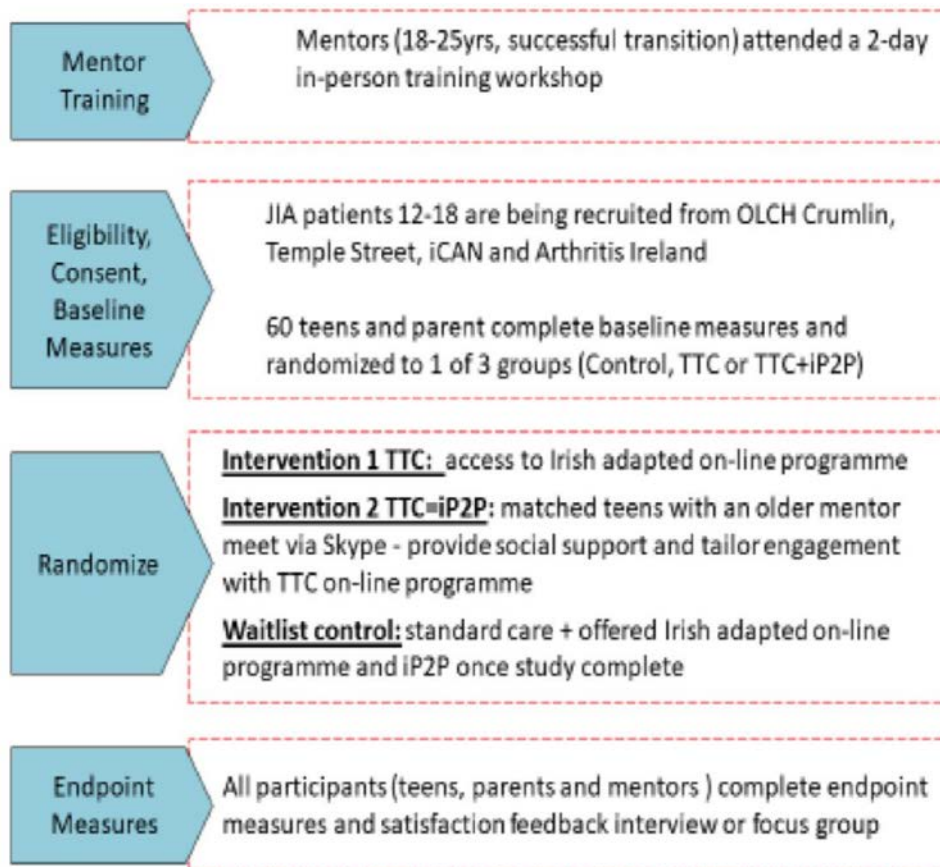 Mentor
Training
Mentors (18-25yrs, successful transition) attended a 2-day
in-person training workshop
Eligibility,
Consent,
Baseline
Measures
JIA patients 12-18 are being recruited from OLCH Crumlin,
Temple Street, iCAN and Arthritis Ireland
60 teens and parent complete baseline measures and
randomized to 1 of 3 groups (Control, TTC or TTC+iP2P)
Randomize
Intervention 1 TTC: access to Irish adapted on-line programme
Intervention 2 TTC=iP2P: matched teens with an older mentor
meet via Skype - provide social support and tailor engagement
with TTC on-line programme
Waitlist control: standard care + offered Irish adapted on-line
programme and iP2P once study complete
Endpoint
Measures
All participants (teens, parents and mentors ) complete endpoint
measures and satisfaction feedback interview or focus group